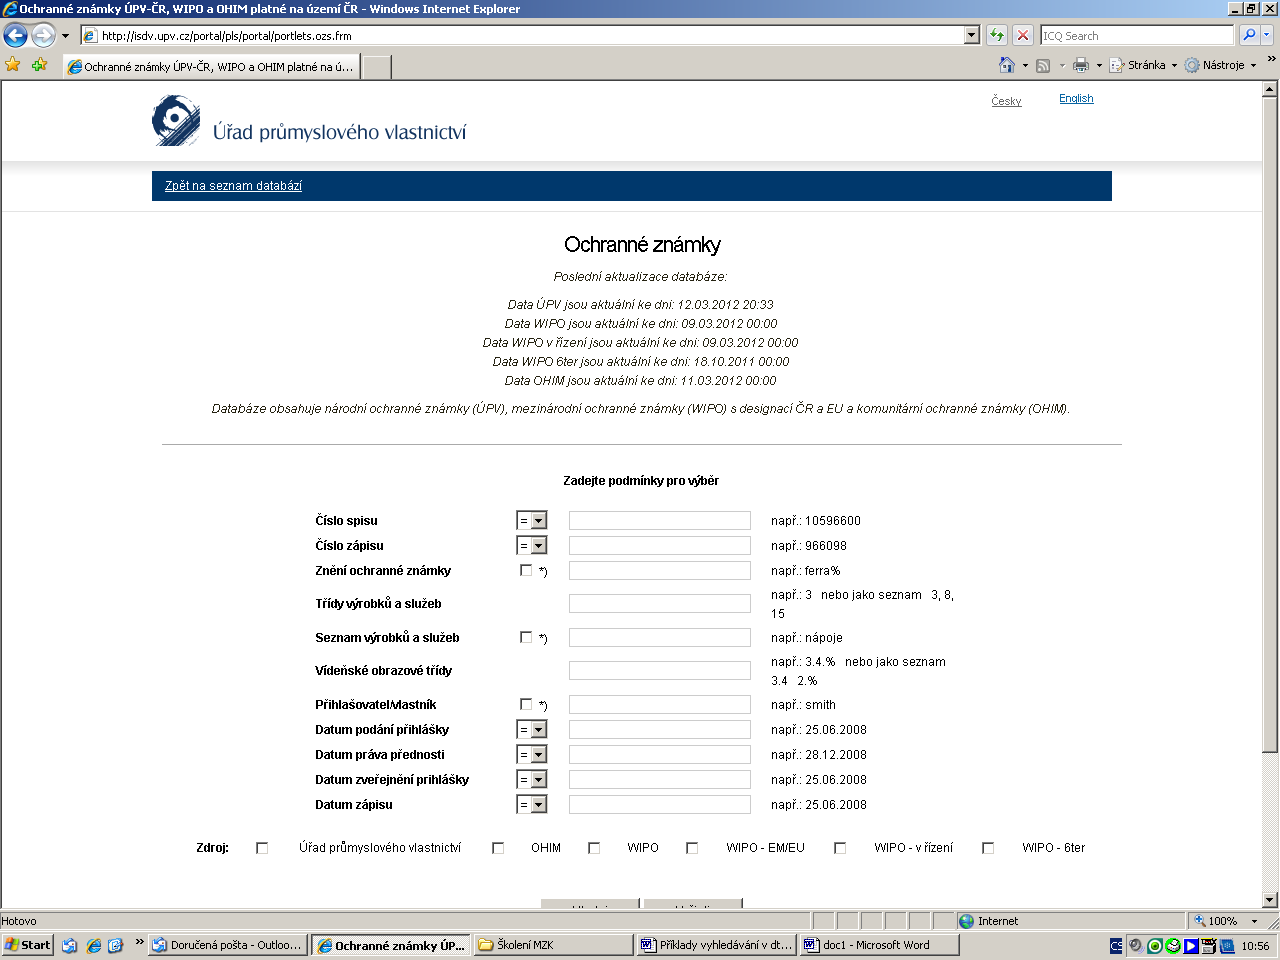 Ochranné známky ÚPV-ČR, WIPO a OHIM platné na území ČR - Windows Internet Explorer
http://isdv.upv.cz/portal/pls/portal/portlets.ozs.frm
ICQ Search
Ochranné známky ÚPV-ČR, WIPO a OHIM platné na ú...
Stránka
Nástroje
Úřad průmyslového vlastnictví
Česky
English
Zpět na seznam databází
Ochranné známky
Poslední aktualizace databáze:
Data ÚPV jsou aktuální ke dni: 12.03.2012 20:33
Data WIPO jsou aktuální ke dni: 09.03.2012 00:00
Data WIPO v řízení jsou aktuální ke dni: 09.03.2012 00:00
Data WIPO 6ter jsou aktuální ke dni: 18.10.2011 00:00
Data OHIM jsou aktuální ke dni: 11.03.2012 00:00
Databáze obsahuje národní ochranné známky (ÚPV), mezinárodní ochranné známky (WIPO) s designací ČR a EU a komunitární ochranné známky (OHIM).
Zadejte podmínky pro výběr
Číslo spisu = např.: 10596600
Číslo zápisu = např.: 966098
Znění ochranné známky *) např.: ferra%
Třídy výrobků a služeb např.: 3 nebo jako seznam 3, 8,
15
Seznam výrobků a služeb *) např.: nápoje
Vídeňské obrazové třídy např.: 3.4.% nebo jako seznam
3.4 2.%
Přihlašovatel/vlastník *) např.: smith
Datum podání přihlášky = např.: 25.06.2008
Datum práva přednosti = např.: 28.12.2008
Datum zveřejnění prihlášky = např.: 25.06.2008
Datum zápisu = např.: 25.06.2008
Zdroj: Úřad průmyslového vlastnictví OHIM WIPO WIPO - EM/EU WIPO - v řízení WIPO - 6ter
Hotovo
Internet
100%
Start
Doručená pošta - Outloo...
Ochranné známky ÚP...
Školení MZK
Příklady vyhledávání v dt...
doc1 - Microsoft Word
CS
10:56